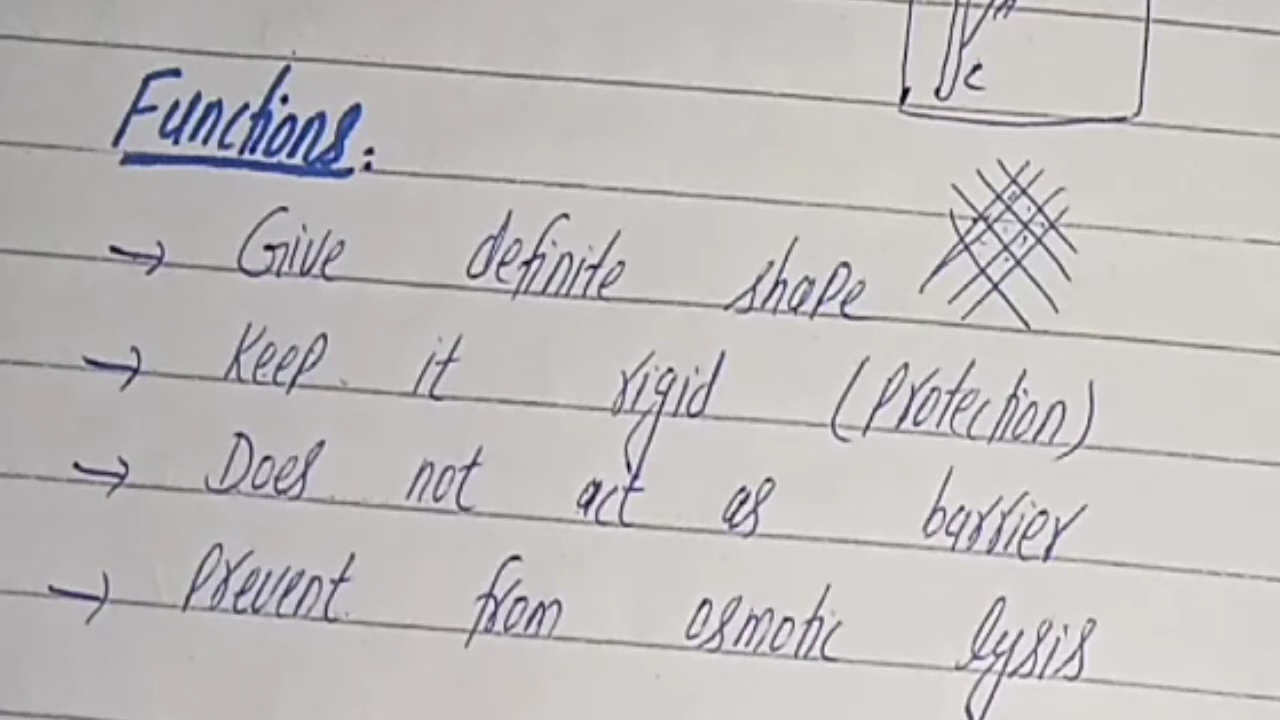 C
Functions:
→ Give definite shape
→ Keep it rigid (Protection)
→ Does not act as barrier
→ Prevent from osmotic lysis